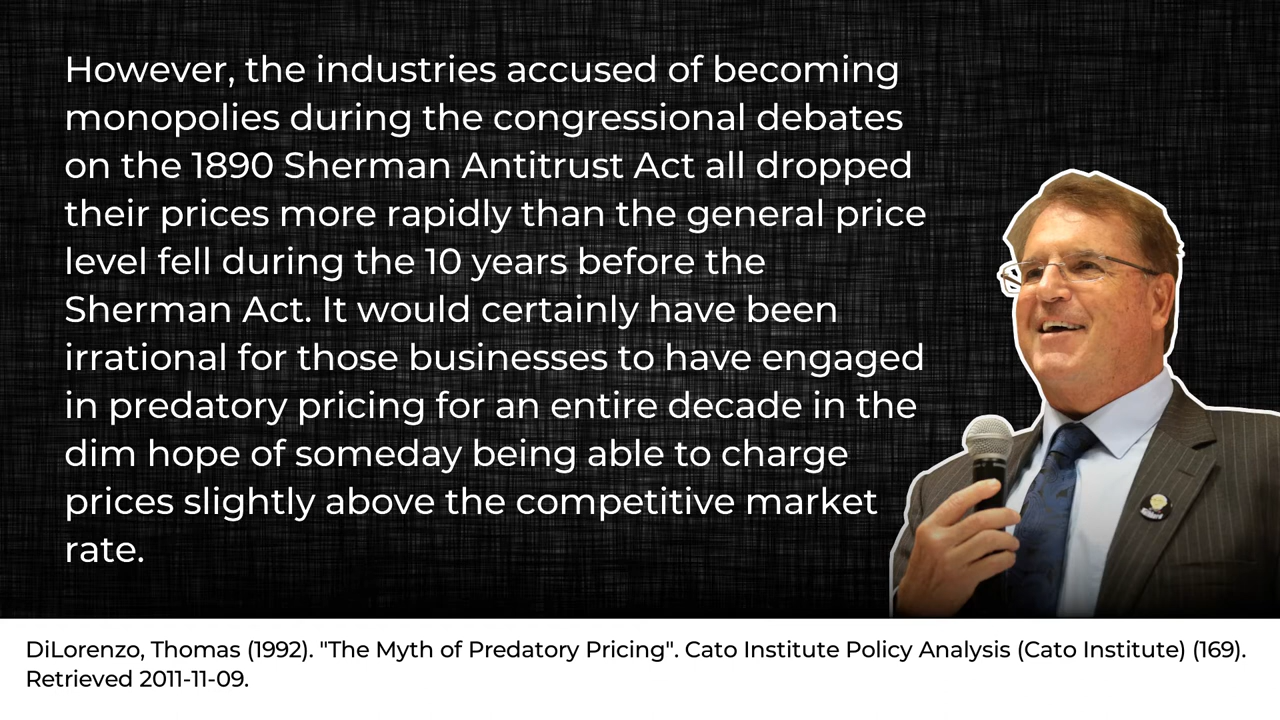 However, the industries accused of becoming
monopolies during the congressional debates
on the 1890 Sherman Antitrust Act all dropped
their prices more rapidly than the general price
level fell during the 10 years before the
Sherman Act. It would certainly have been
irrational for those businesses to have engaged
in predatory pricing for an entire decade in the
dim hope of someday being able to charge
prices slightly above the competitive market
rate.
DiLorenzo, Thomas (1992). "The Myth of Predatory Pricing". Cato Institute Policy Analysis (Cato Institute) (169).
Retrieved 2011-11-09.